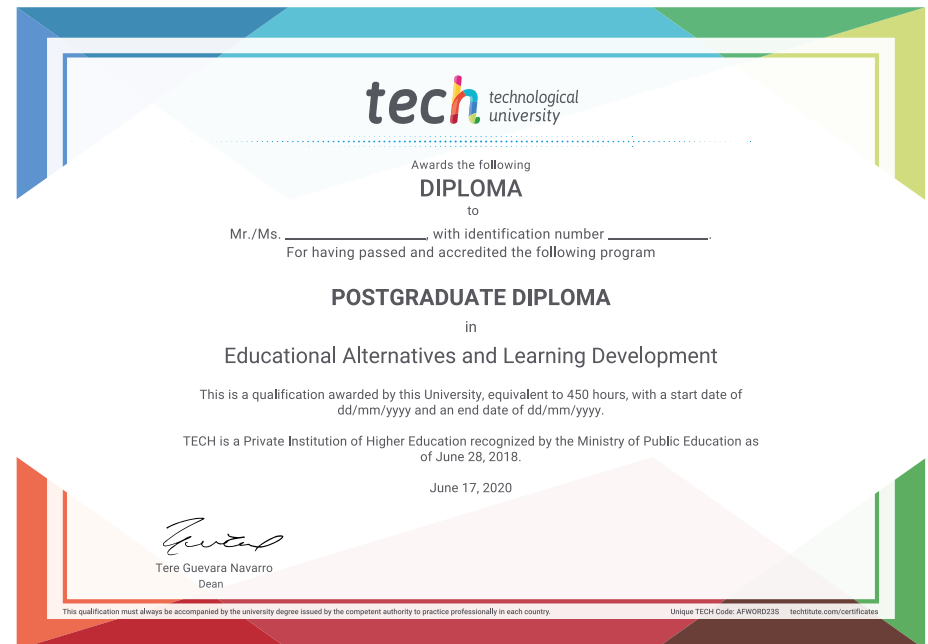 tech technological
university
Awards the following
DIPLOMA
to
Mr./Ms. ____________________, with identification number ______________.
For having passed and accredited the following program
POSTGRADUATE DIPLOMA
in
Educational Alternatives and Learning Development
This is a qualification awarded by this University, equivalent to 450 hours, with a start date of
dd/mm/yyyy and an end date of dd/mm/yyyy.
TECH is a Private Institution of Higher Education recognized by the Ministry of Public Education as
of June 28, 2018.
June 17, 2020
Tere Guevara Navarro
Dean
This qualification must always be accompanied by the university degree issued by the competent authority to practice professionally in each country. Unique TECH Code: AFWORD23S techtitute.com/certificates